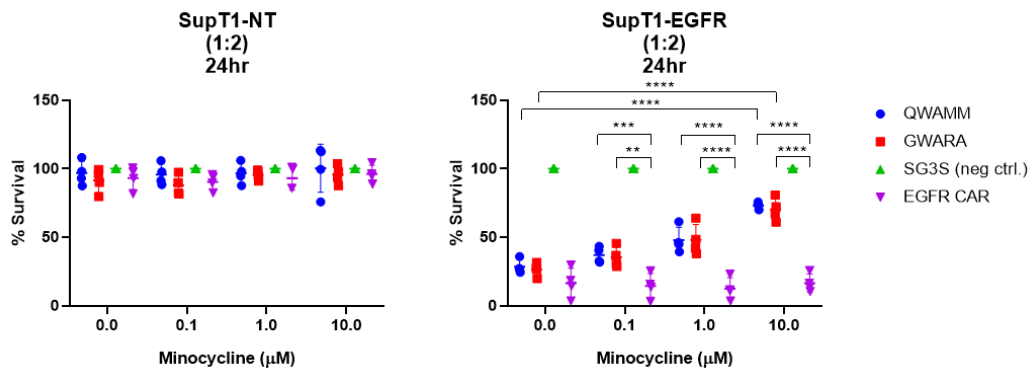 SupT1-NT
(1:2)
24hr
150
100
50
0
% Survival
0.0
0.1
1.0
10.0
Minocycline (μM)
SupT1-EGFR
(1:2)
24hr
****
****
***
****
****
**
****
****
150
100
50
0
% Survival
0.0
0.1
1.0
10.0
Minocycline (μM)
QWAMM
GWARA
SG3S (neg ctrl.)
EGFR CAR